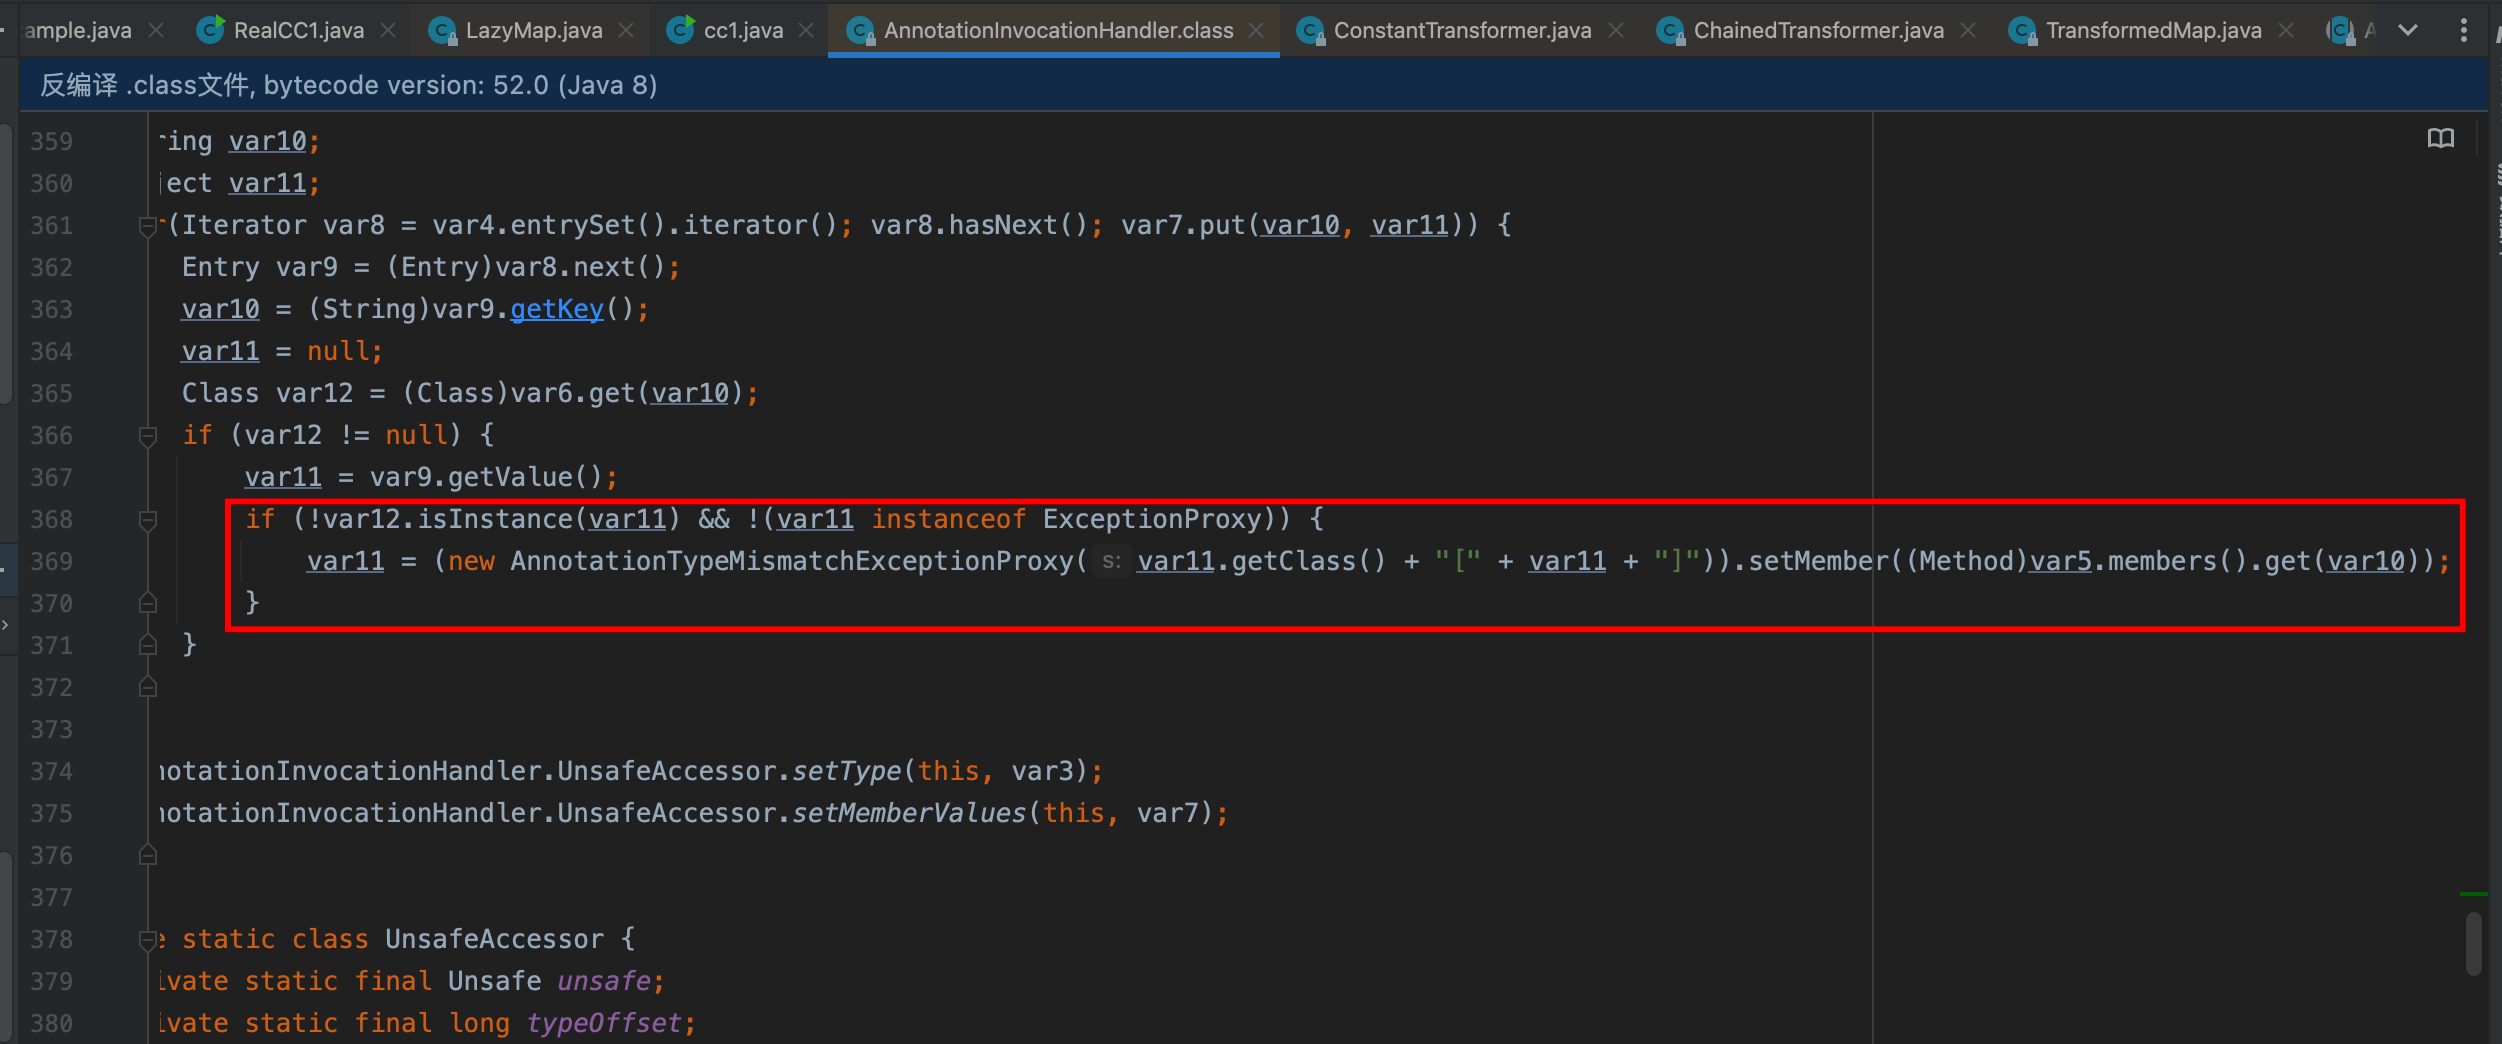 ample.java RealCC1.java LazyMap.java cc1.java AnnotationInvocationHandler.class ConstantTransformer.java ChainedTransformer.java TransformedMap.java A
反编译 .class文件, bytecode version: 52.0 (Java 8)
359 ring var10;
360 ject var11;
361 r(Iterator var8 = var4.entrySet().iterator(); var8.hasNext(); var7.put(var10, var11)) {
362 Entry var9 = (Entry)var8.next();
363 var10 = (String)var9.getKey();
364 var11 = null;
365 Class var12 = (Class)var6.get(var10);
366 if (var12 != null) {
367 var11 = var9.getValue();
368 if (!var12.isInstance(var11) && !(var11 instanceof ExceptionProxy)) {
369 var11 = (new AnnotationTypeMismatchExceptionProxy( s: var11.getClass() + "[" + var11 + "]")).setMember((Method)var5.members().get(var10));
370 }
371 }
372
373
374 notationInvocationHandler.UnsafeAccessor.setType(this, var3);
375 notationInvocationHandler.UnsafeAccessor.setMemberValues(this, var7);
376
377
378 e static class UnsafeAccessor {
379 ivate static final Unsafe unsafe;
380 ivate static final long typeOffset;